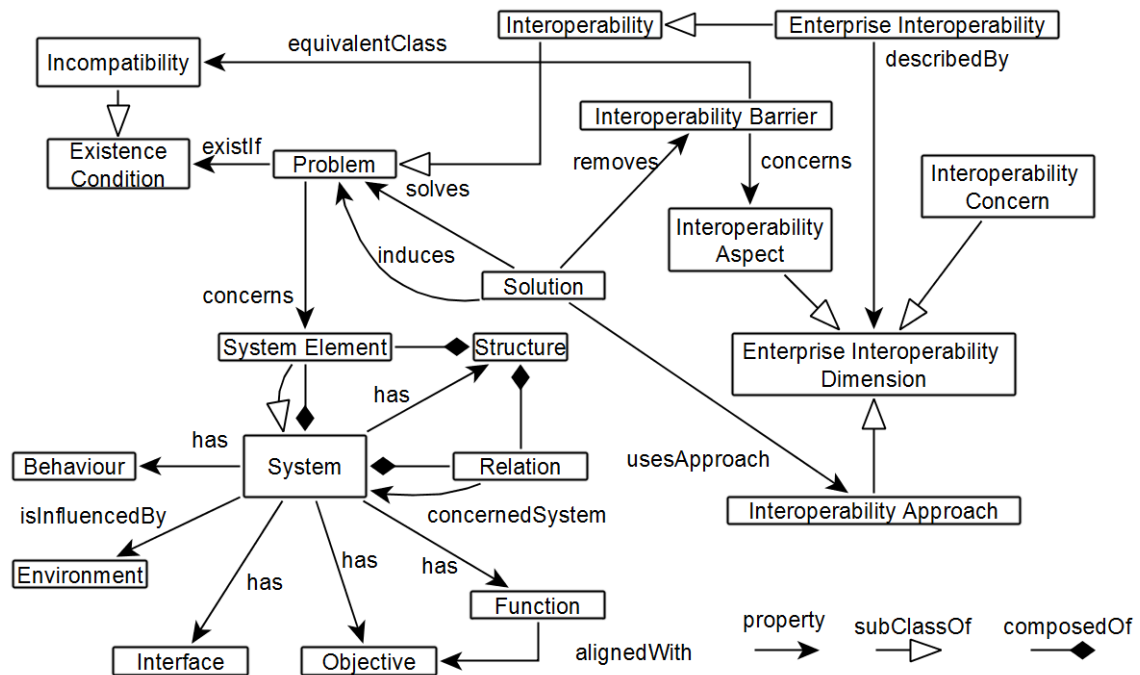 Interoperability
Enterprise Interoperability
equivalentClass
describedBy
Incompatibility
Interoperability Barrier
existIf
Existence
Condition
Problem
removes
concerns
solves
Interoperability
Concern
Interoperability
Aspect
induces
Solution
concerns
System Element
Structure
Enterprise Interoperability
Dimension
has
has
Behaviour
System
Relation
usesApproach
isInfluencedBy
concernedSystem
Interoperability Approach
Environment
has
has
has
Function
property
subClassOf
composedOf
Interface
Objective
alignedWith